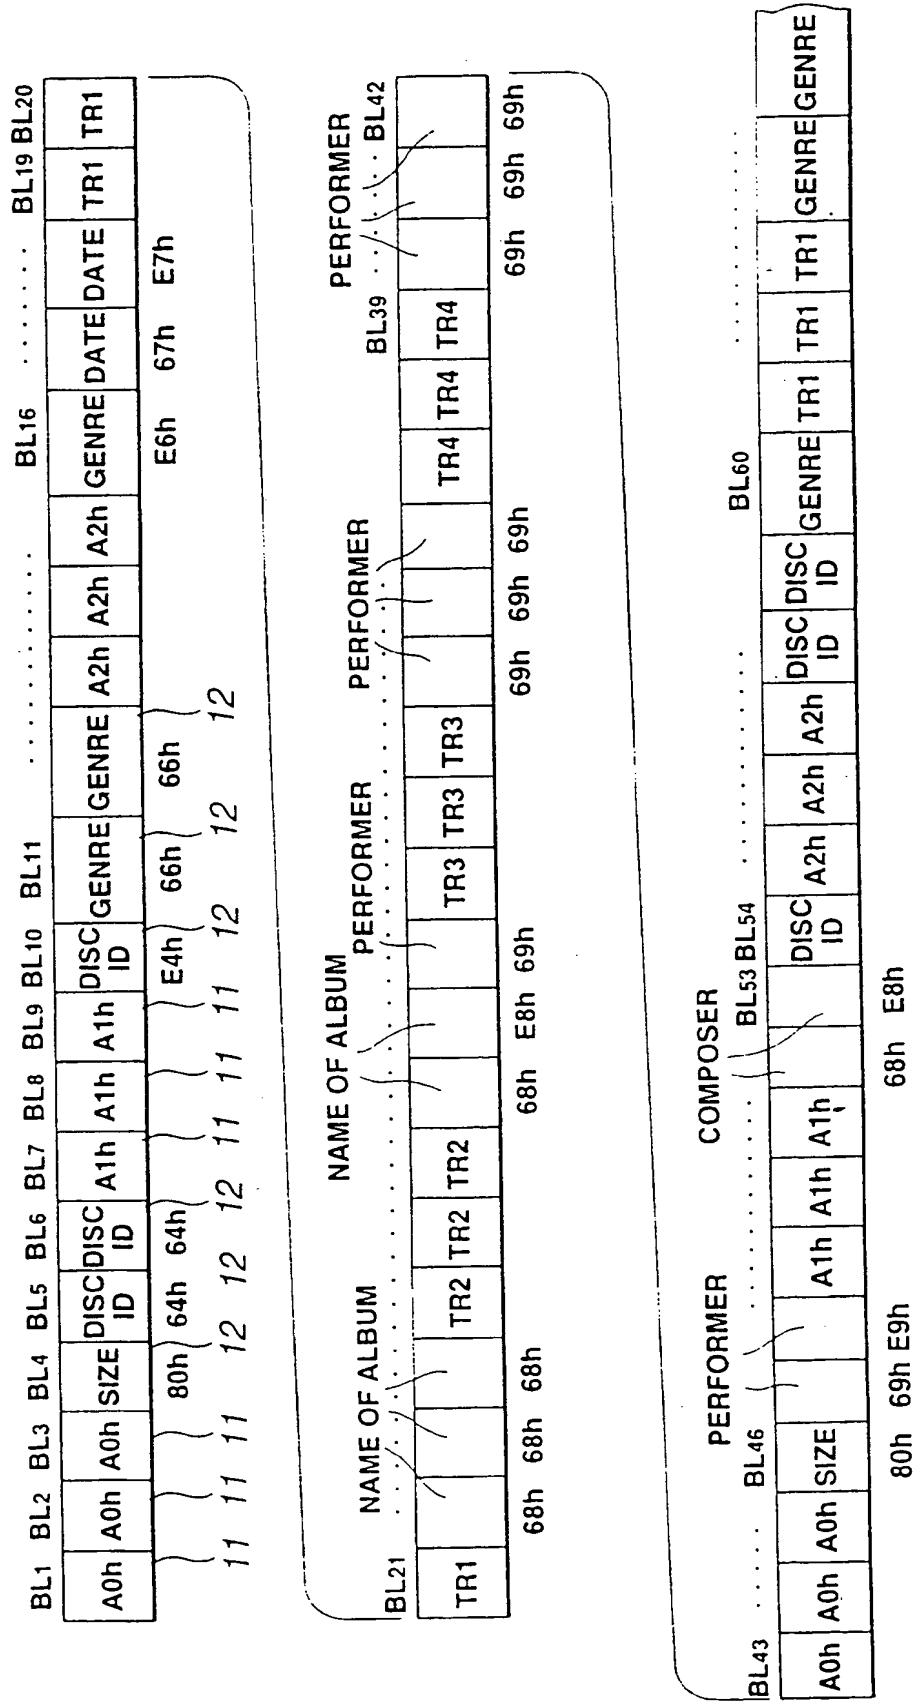 BL1 BL2 BL3 BL4 BL5 BL6 BL7 BL8 BL9 BL10 BL11 . . . . . . . . . . BL16 . . . . . . BL19 BL20
A0h A0h A0h SIZE DISC ID DISC ID A1h A1h A1h DISC ID GENRE GENRE A2h A2h A2h GENRE DATE DATE TR1 TR1
80h 64h 64h E4h 66h 66h E6h 67h E7h
11 11 11 12 12 12 11 11 11 12 12 12
NAME OF ALBUM NAME OF ALBUM PERFORMER PERFORMER PERFORMER
BL21 BL39 BL42
TR1 TR2 TR2 TR2 TR3 TR3 TR3 TR4 TR4 TR4
68h 68h 68h 68h E8h 69h 69h 69h 69h 69h 69h 69h
PERFORMER COMPOSER
BL43 . . . . BL46 BL53 BL54 BL60
A0h A0h A0h SIZE A1h A1h A1h DISC ID A2h A2h A2h DISC ID DISC ID GENRE TR1 TR1 TR1 GENRE GENRE
80h 69h E9h 68h E8h